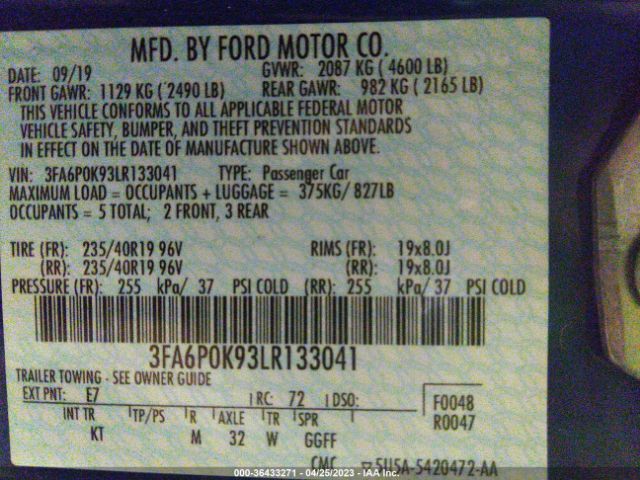 MFD. BY FORD MOTOR CO.
DATE: 09/19 GVWR: 2087 KG ( 4600 LB)
FRONT GAWR: 1129 KG ( 2490 LB) REAR GAWR: 982 KG ( 2165 LB)
THIS VEHICLE CONFORMS TO ALL APPLICABLE FEDERAL MOTOR
VEHICLE SAFETY, BUMPER, AND THEFT PREVENTION STANDARDS
IN EFFECT ON THE DATE OF MANUFACTURE SHOWN ABOVE.
VIN: 3FA6P0K93LR133041 TYPE: Passenger Car
MAXIMUM LOAD = OCCUPANTS + LUGGAGE = 375KG/ 827LB
OCCUPANTS = 5 TOTAL; 2 FRONT, 3 REAR
TIRE (FR): 235/40R19 96V RIMS (FR): 19x8.0J
(RR): 235/40R19 96V (RR): 19x8.0J
PRESSURE (FR): 255 kPa/ 37 PSI COLD (RR): 255 kPa/ 37 PSI COLD
3FA6P0K93LR133041
TRAILER TOWING - SEE OWNER GUIDE
EXT PNT: E7 RC: 72 DSO: F0048
INT TR TP/PS R AXLE TR SPR R0047
KT M 32 W GGFF
CMC 5U5A-5420472-AA
000-36433271 - 04/25/2023 - IAAI.COM